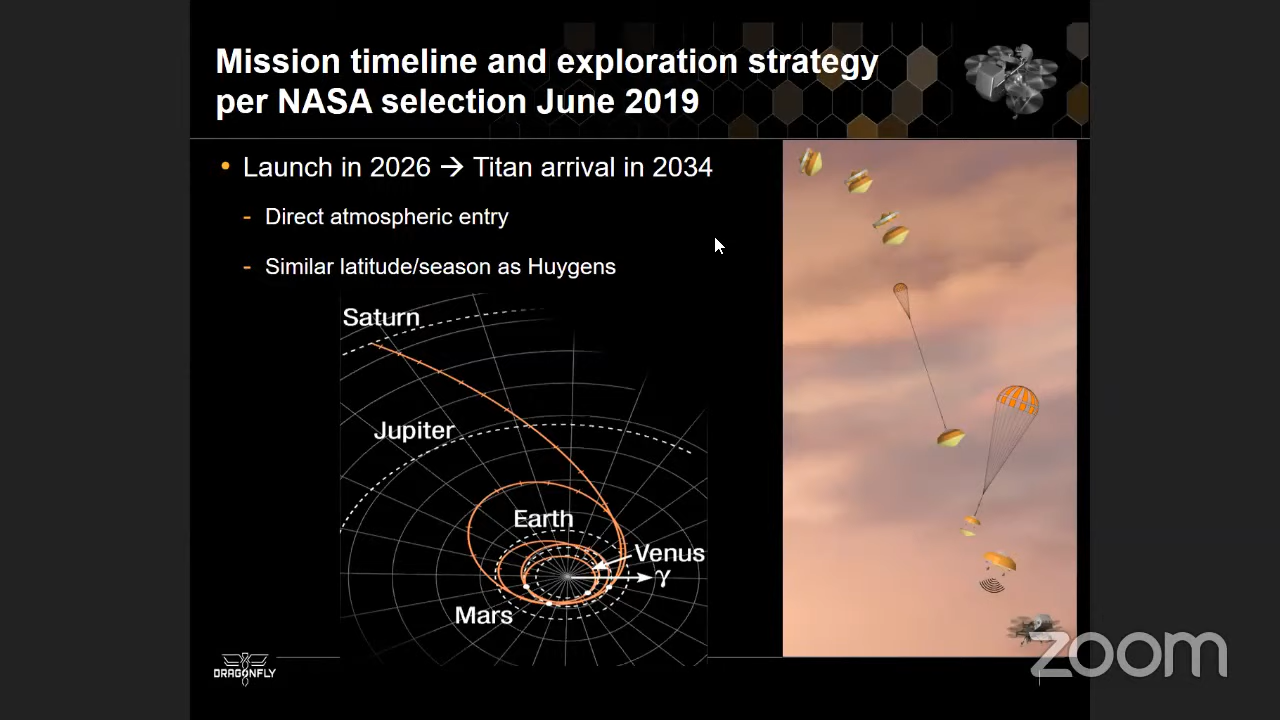 Mission timeline and exploration strategy
per NASA selection June 2019
• Launch in 2026 → Titan arrival in 2034
- Direct atmospheric entry
- Similar latitude/season as Huygens
Saturn
Jupiter
Earth
Venus
γ
Mars
DRAGONFLY
zoom